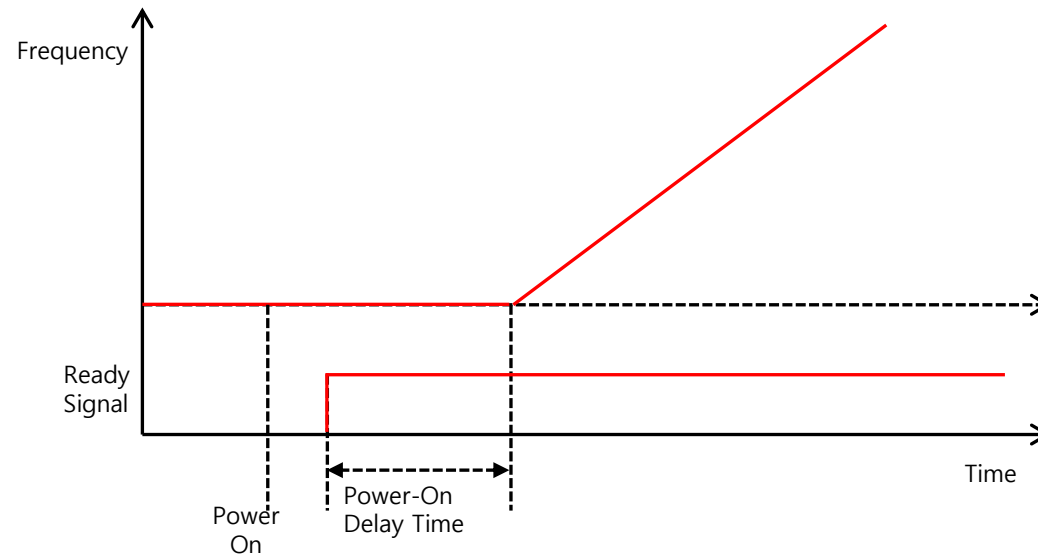 Frequency
Ready
Signal
Time
Power-On
Delay Time
Power
On